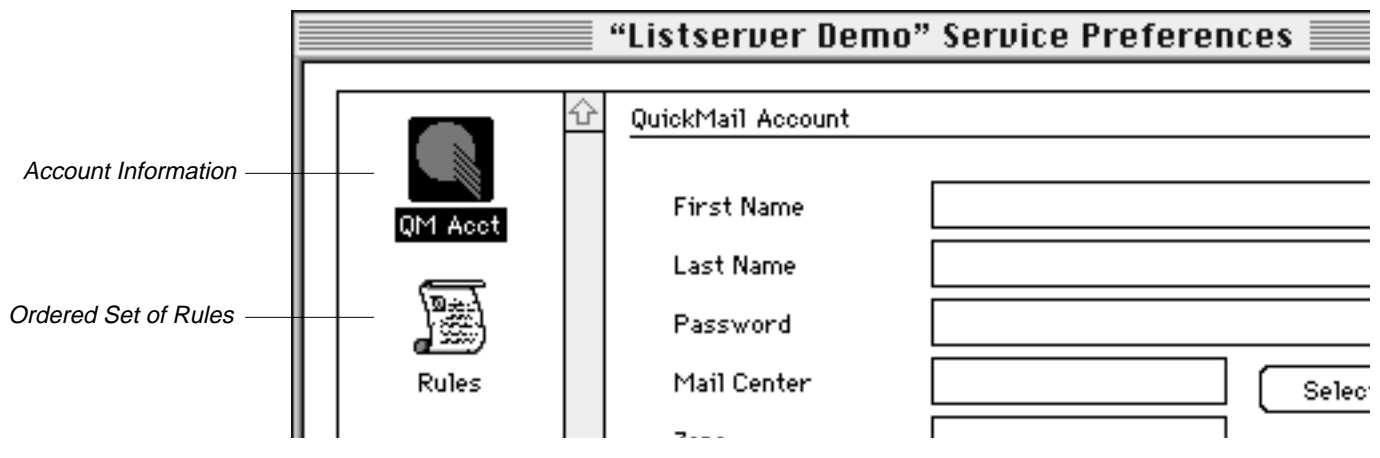 “Listserver Demo” Service Preferences
QuickMail Account
Account Information
QM Acct
First Name
Last Name
Ordered Set of Rules
Rules
Password
Mail Center